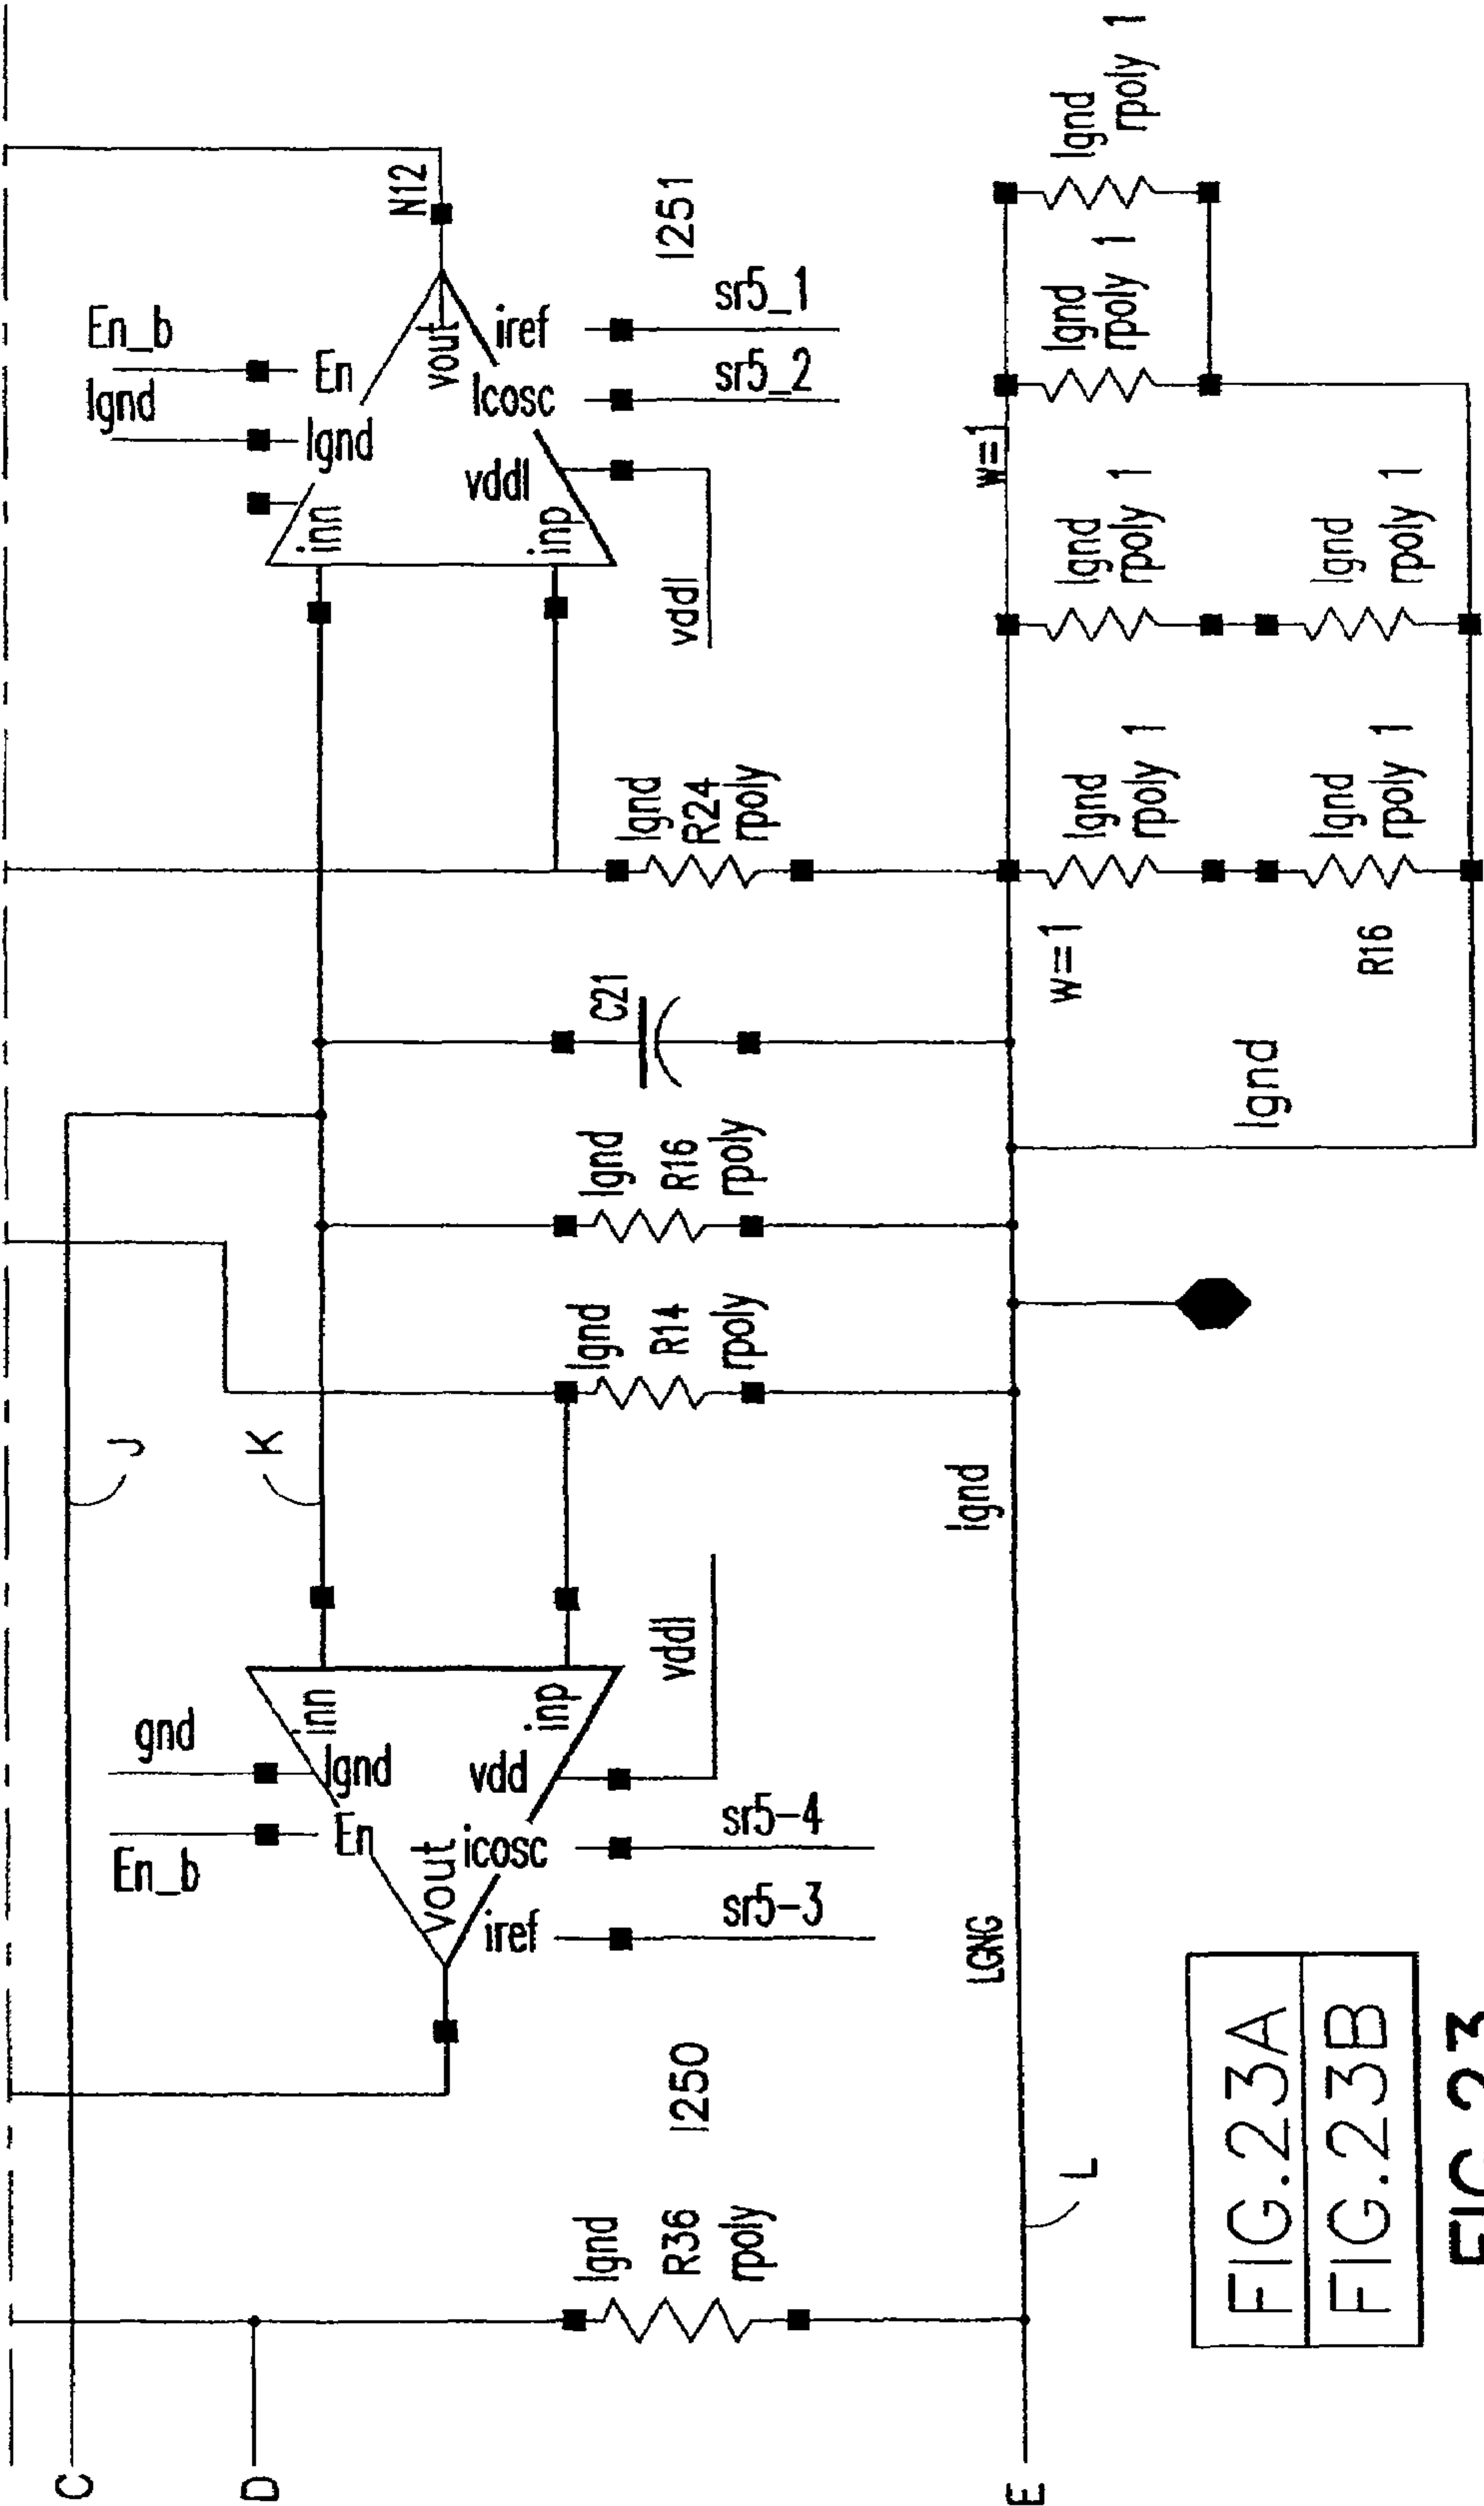 C
D
E
J
K
L
En_b
gnd
En
lgnd
inn
vout
icosc
vdd
inp
iref
sr5-3
sr5-4
vddl
I250
lgnd
R36
rpoly
LGNG
lgnd
lgnd
R14
rpoly
lgnd
R16
rpoly
C21
lgnd
R24
rpoly
En_b
lgnd
En
lgnd
inn
vout
N12
iref
lcosc
vddl
inp
sr5_1
sr5_2
vddl
I251
w=1
lgnd
rpoly 1
lgnd
rpoly 1
R16
lgnd
lgnd
rpoly 1
lgnd
rpoly 1
w=1
lgnd
rpoly 1
lgnd
rpoly 1
FIG.23A
FIG.23B
FIG.23